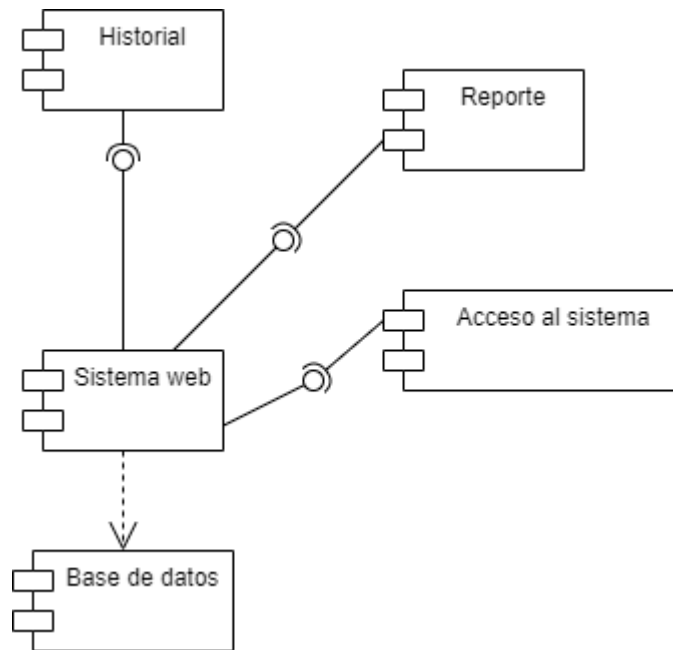 Historial
Reporte
Acceso al sistema
Sistema web
Base de datos